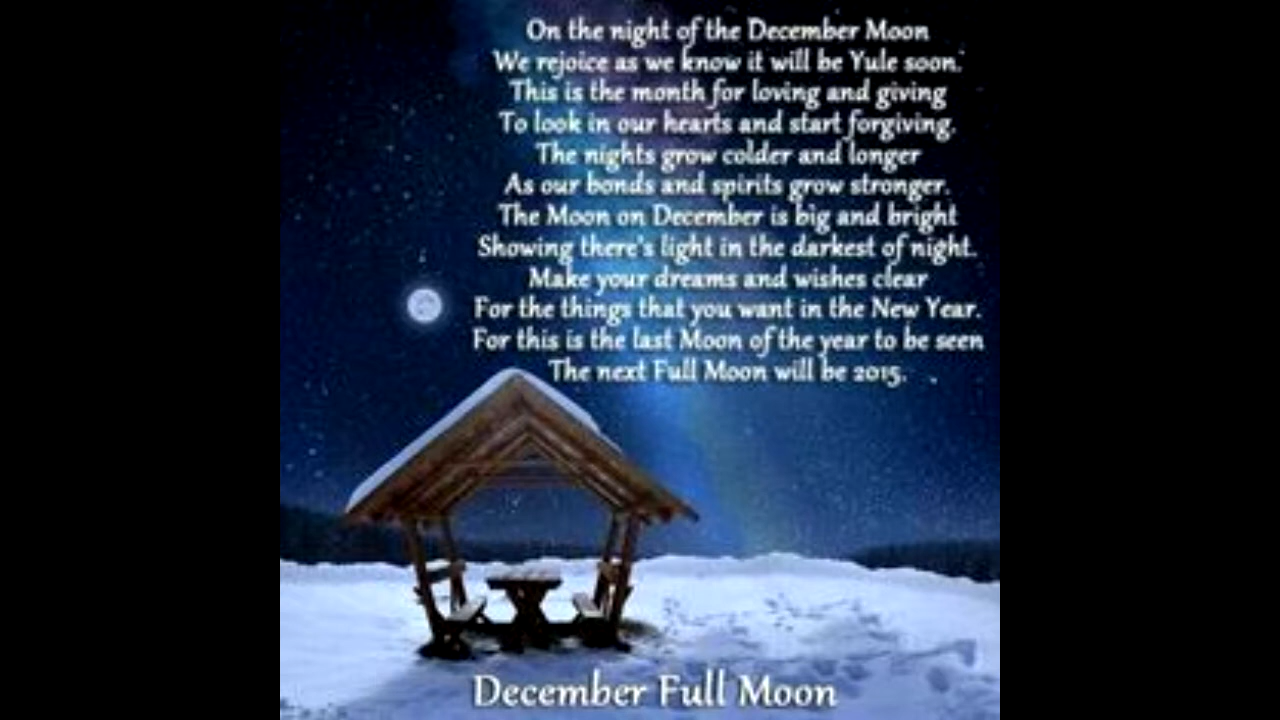 On the night of the December Moon
We rejoice as we know it will be Yule soon.
This is the month for loving and giving
To look in our hearts and start forgiving.
The nights grow colder and longer
As our bonds and spirits grow stronger.
The Moon on December is big and bright
Showing there's light in the darkest of night.
Make your dreams and wishes clear
For the things that you want in the New Year.
For this is the last Moon of the year to be seen
The next Full Moon will be 2015.
December Full Moon